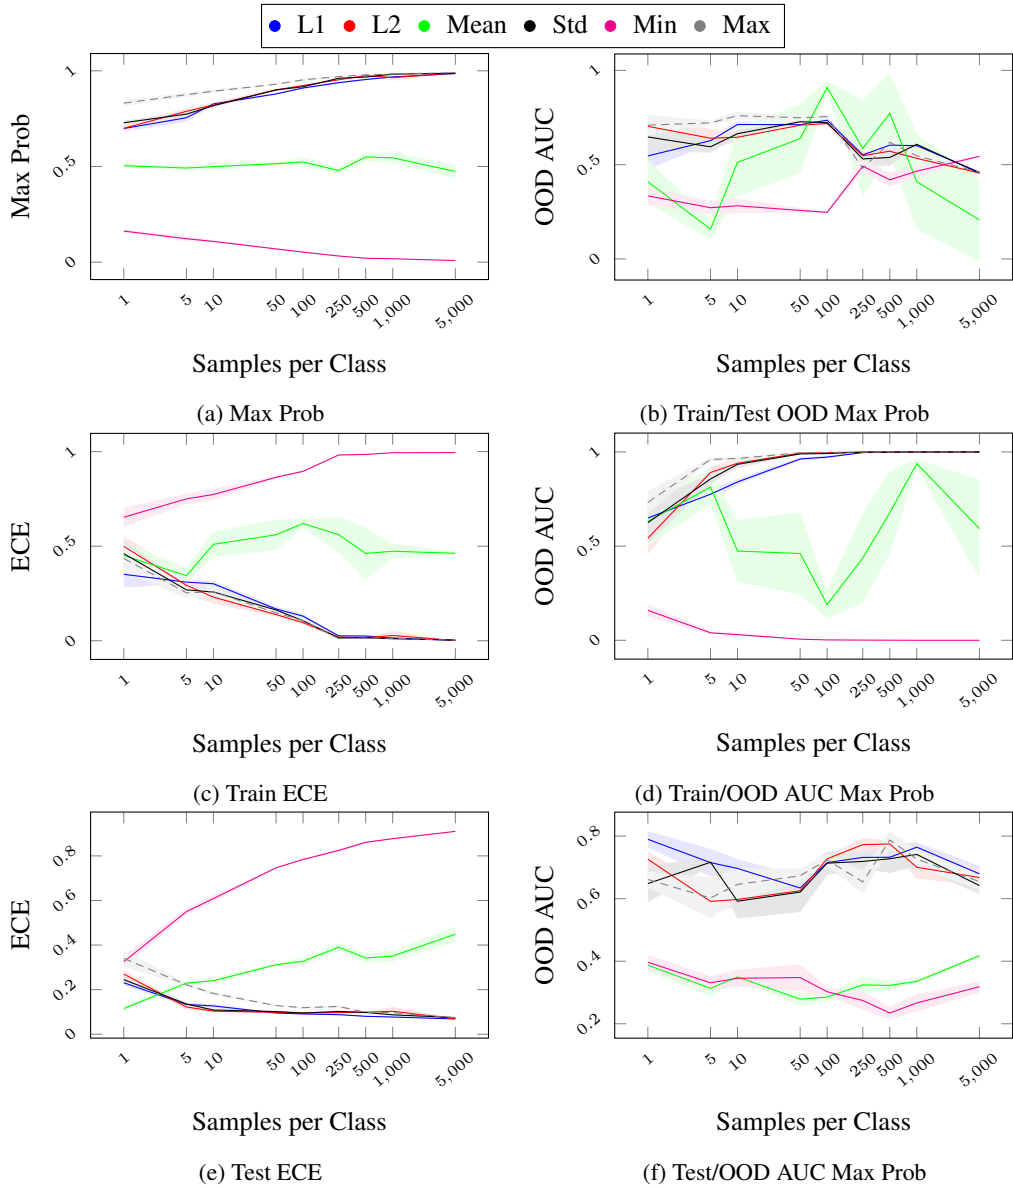 L1 L2 Mean Std Min Max
1
0.5
0
Max Prob
1 5 10 50 100 250 500 1,000 5,000
Samples per Class
(a) Max Prob
1
0.5
0
OOD AUC
1 5 10 50 100 250 500 1,000 5,000
Samples per Class
(b) Train/Test OOD Max Prob
1
0.5
0
ECE
1 5 10 50 100 250 500 1,000 5,000
Samples per Class
(c) Train ECE
1
0.5
0
OOD AUC
1 5 10 50 100 250 500 1,000 5,000
Samples per Class
(d) Train/OOD AUC Max Prob
0.8
0.6
0.4
0.2
0
ECE
1 5 10 50 100 250 500 1,000 5,000
Samples per Class
(e) Test ECE
0.8
0.6
0.4
0.2
OOD AUC
1 5 10 50 100 250 500 1,000 5,000
Samples per Class
(f) Test/OOD AUC Max Prob